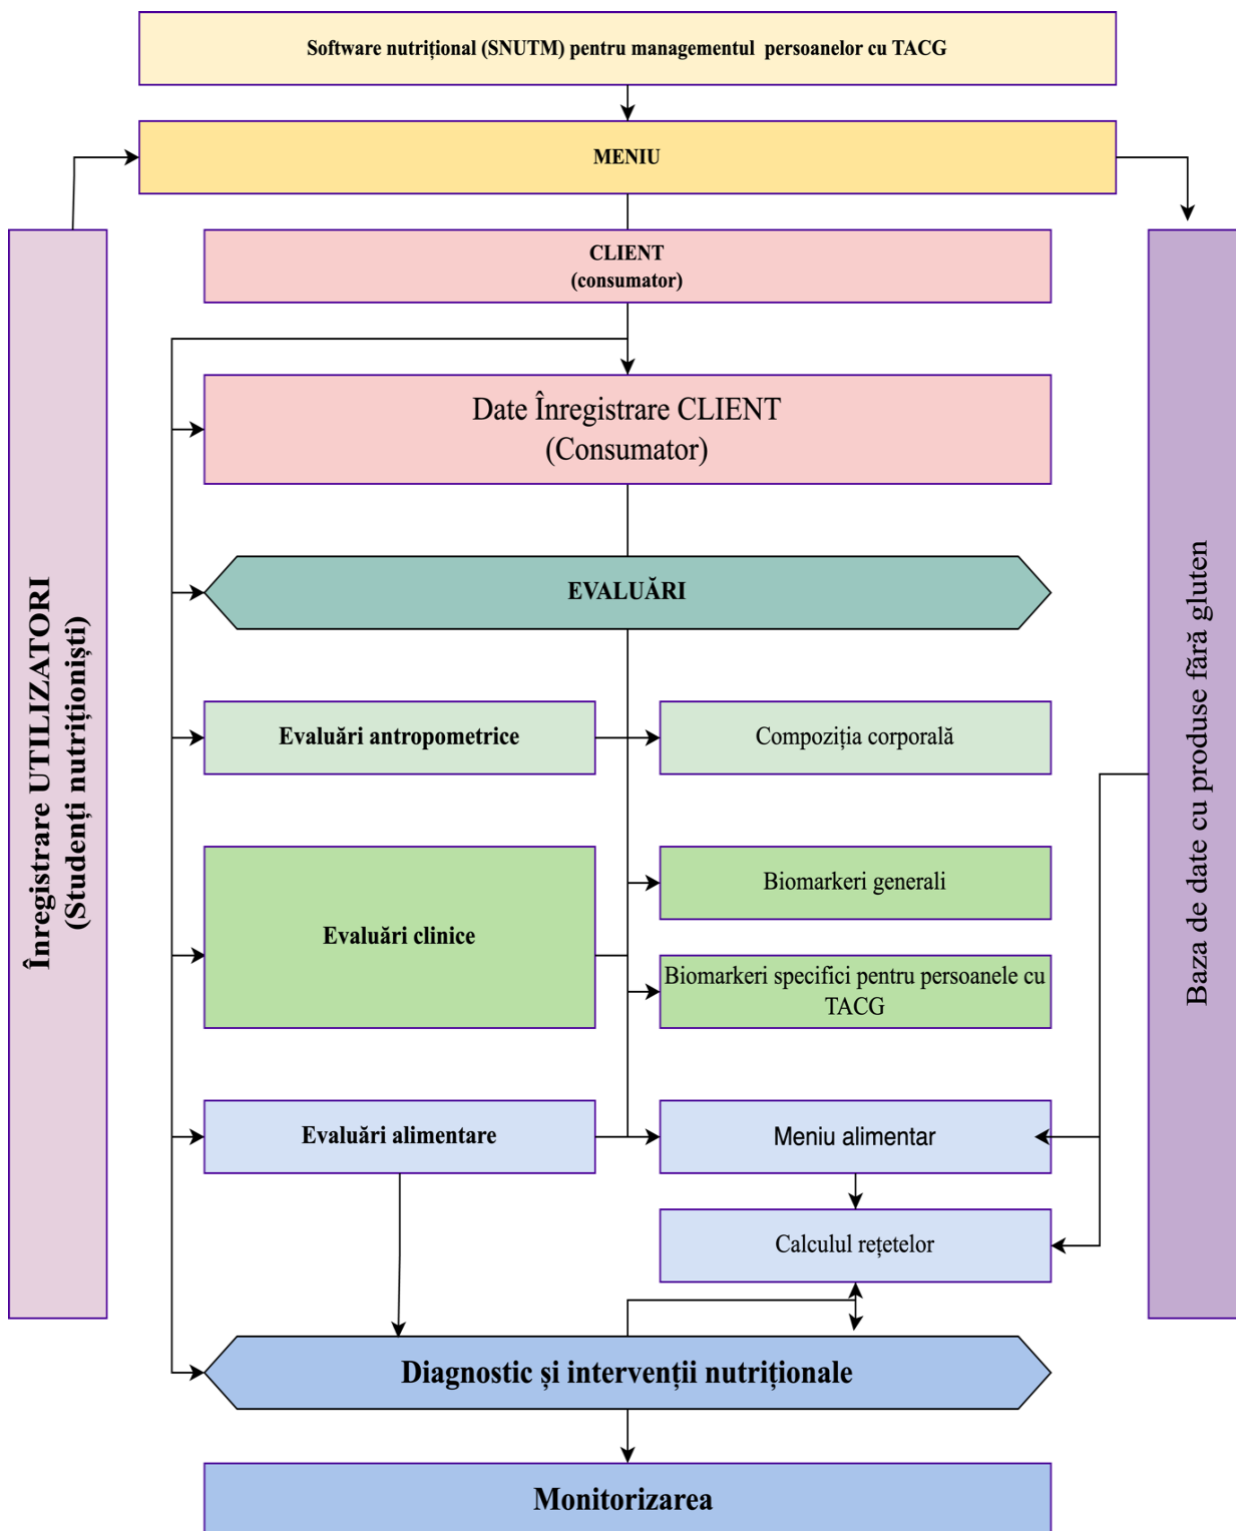 Software nutrițional (SNUTM) pentru managementul persoanelor cu TACG
MENIU
CLIENT
(consumator)
Date Înregistrare CLIENT
(Consumator)
EVALUĂRI
Evaluări antropometrice
Compoziția corporală
Evaluări clinice
Biomarkeri generali
Biomarkeri specifici pentru persoanele cu
TACG
Evaluări alimentare
Meniu alimentar
Calculul rețetelor
Diagnostic și intervenții nutriționale
Monitorizarea
Înregistrare UTILIZATORI
(Studenți nutriționiști)
Baza de date cu produse fără gluten